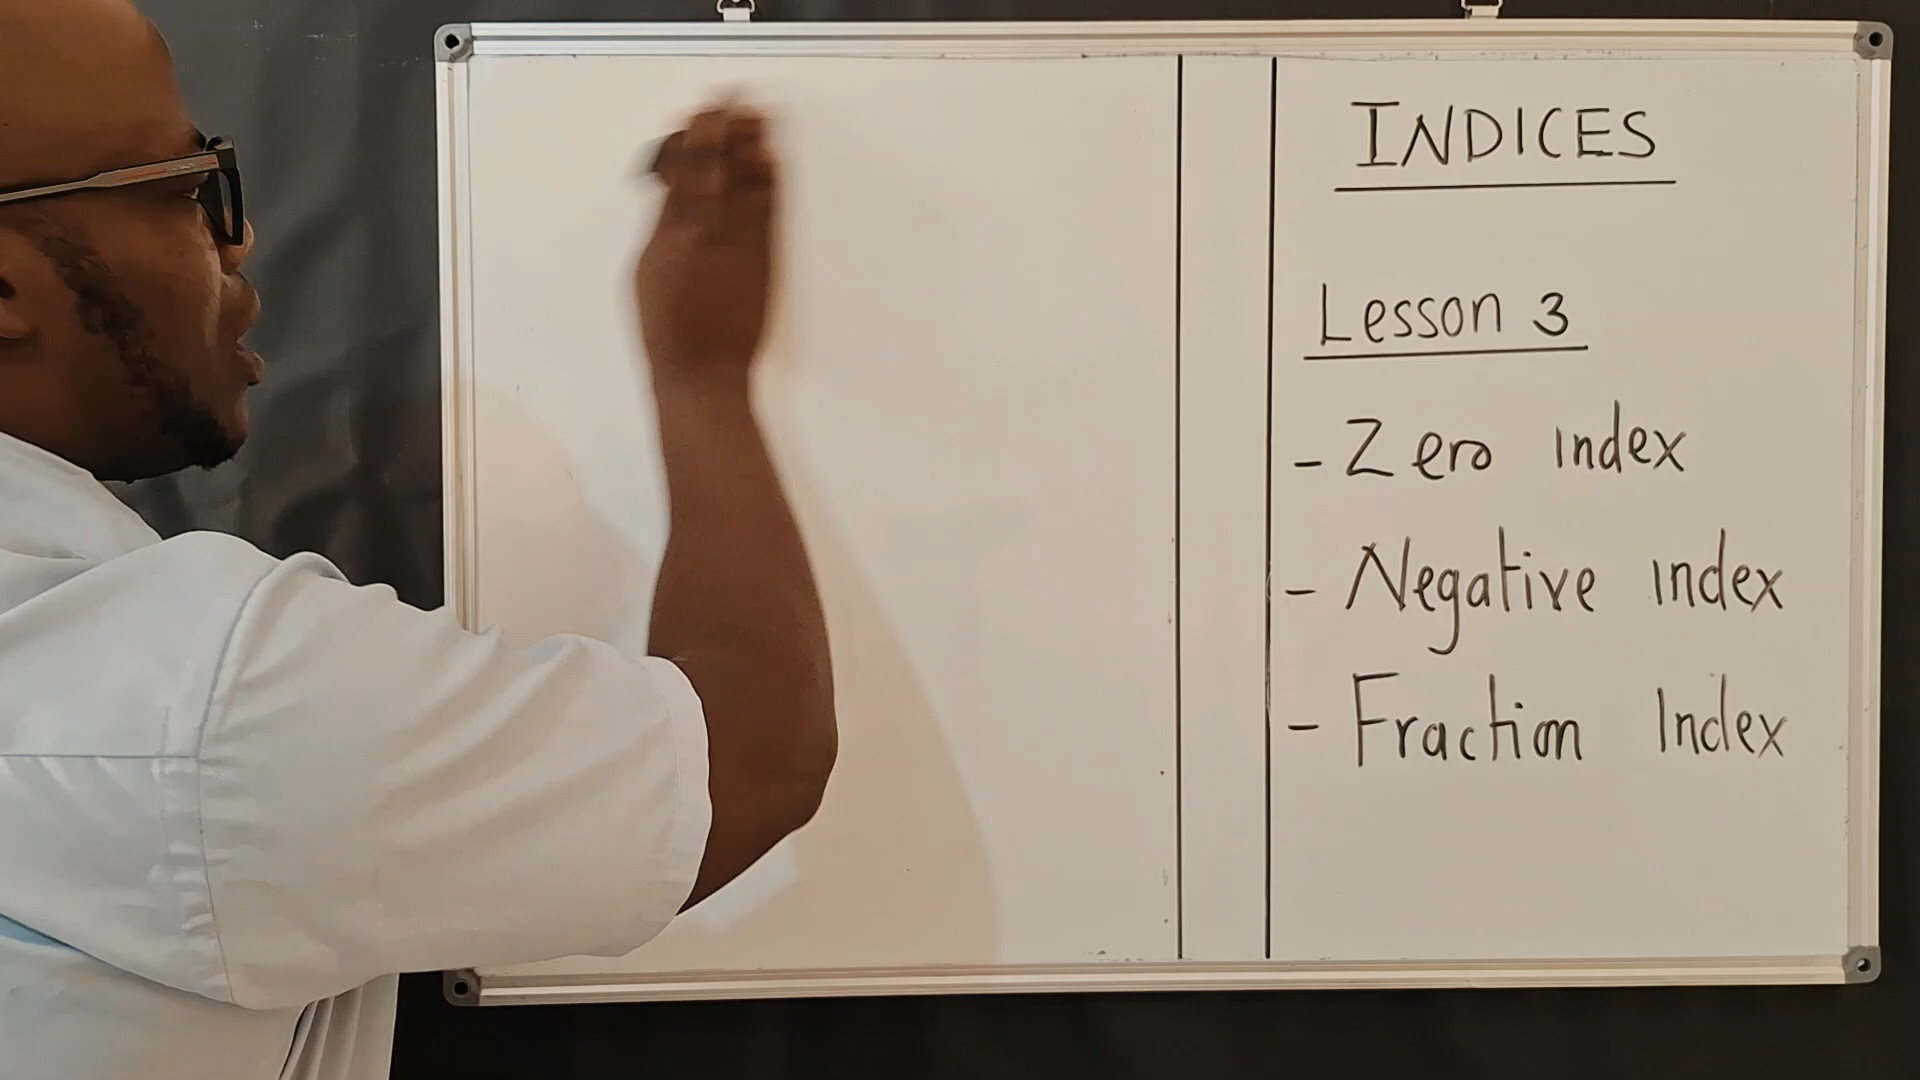 INDICES
Lesson 3
- Zero index
- Negative index
- Fraction Index